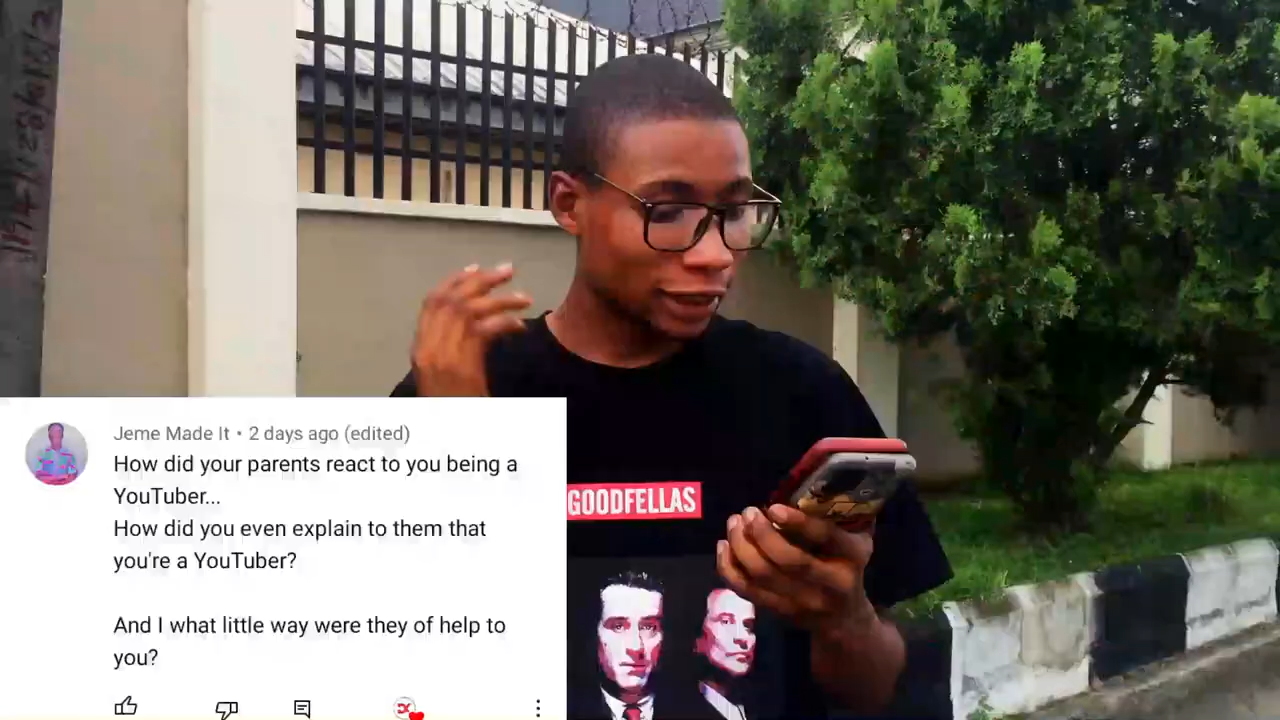 Jeme Made It • 2 days ago (edited)
How did your parents react to you being a
YouTuber...
How did you even explain to them that
you're a YouTuber?
And I what little way were they of help to
you?
GOODFELLAS